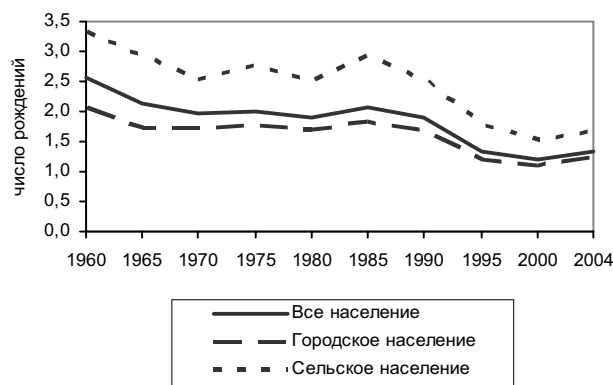 3,5
3,0
2,5
2,0
1,5
1,0
0,5
0,0
число рождений
1960 1965 1970 1975 1980 1985 1990 1995 2000 2004
Все население
Городское население
Сельское население